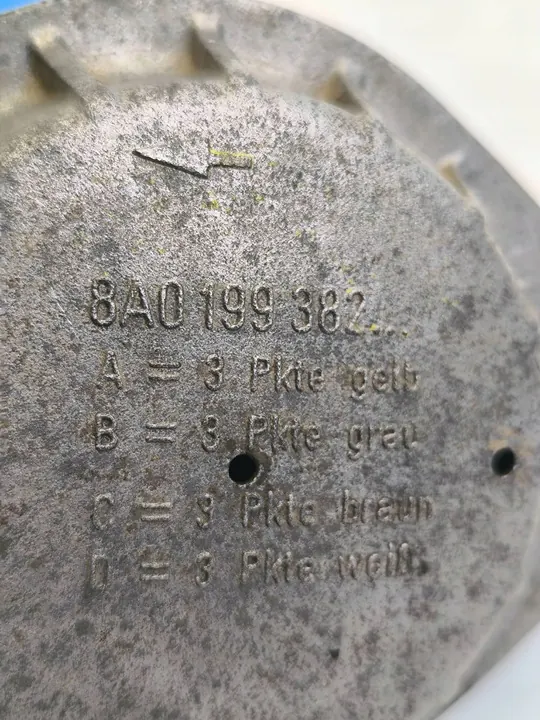 8A0 199 382...
A = 3 Pkte gelb
B = 3 Pkte grau
C = 3 Pkte braun
D = 3 Pkte weiß